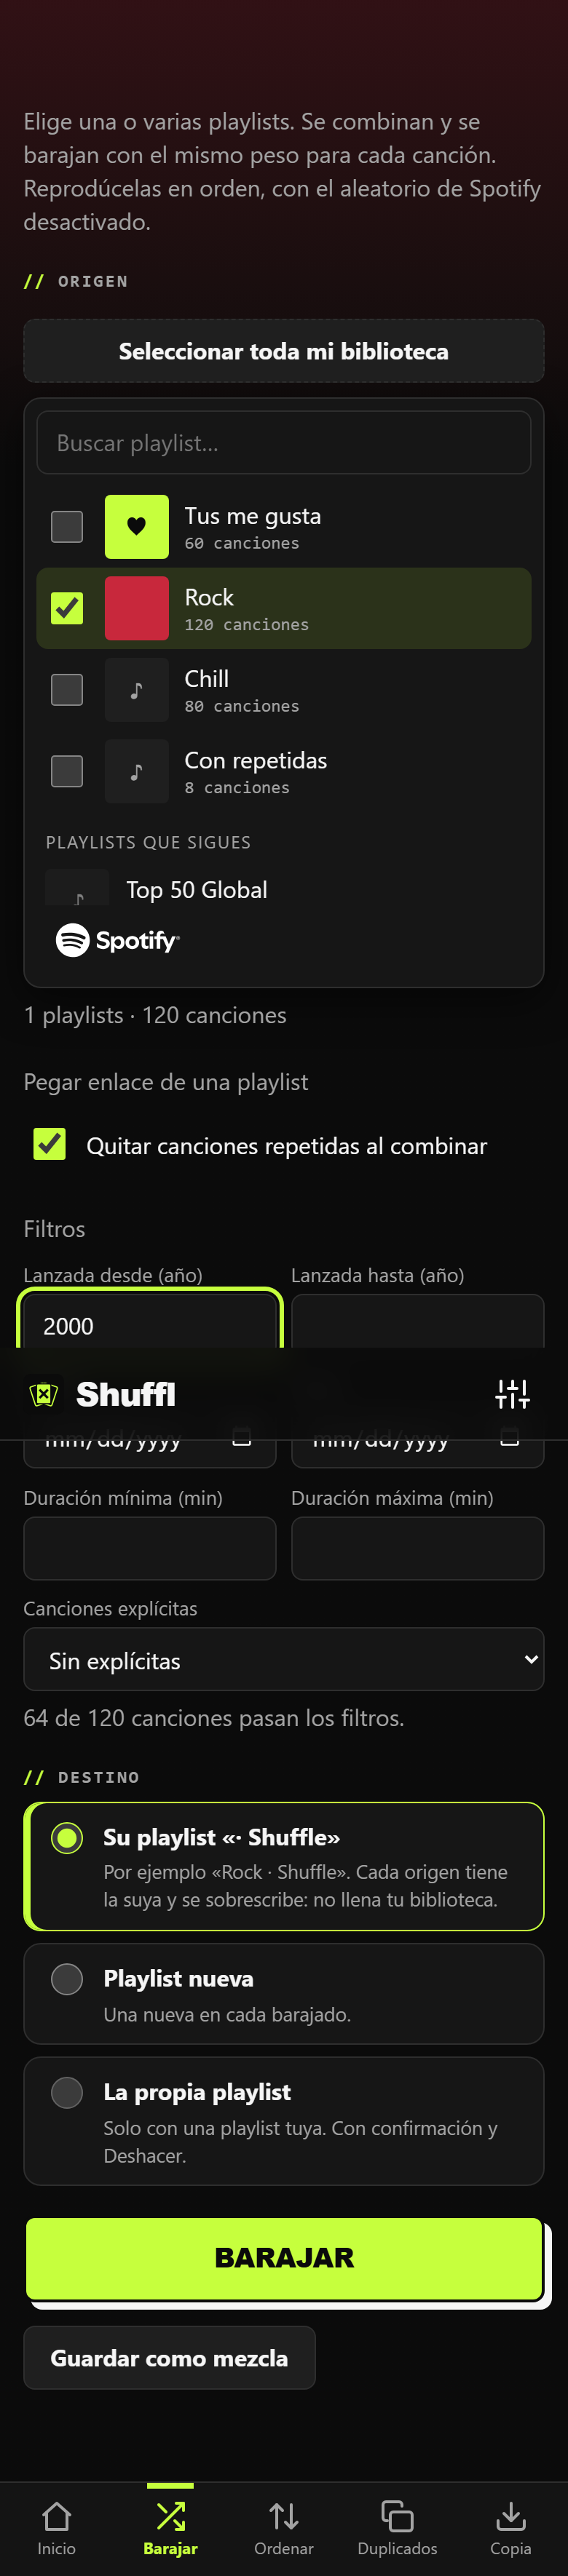 Elige una o varias playlists. Se combinan y se
barajan con el mismo peso para cada canción.
Reprodúcelas en orden, con el aleatorio de Spotify
desactivado.
// ORIGEN
Seleccionar toda mi biblioteca
Buscar playlist...
Tus me gusta
60 canciones
Rock
120 canciones
Chill
80 canciones
Con repetidas
8 canciones
PLAYLISTS QUE SIGUES
Top 50 Global
Spotify
1 playlists · 120 canciones
Pegar enlace de una playlist
Quitar canciones repetidas al combinar
Filtros
Lanzada desde (año) Lanzada hasta (año)
2000
Shuffl
mm/dd/yyyy mm/dd/yyyy
Duración mínima (min) Duración máxima (min)
Canciones explícitas
Sin explícitas
64 de 120 canciones pasan los filtros.
// DESTINO
Su playlist «· Shuffle»
Por ejemplo «Rock · Shuffle». Cada origen tiene
la suya y se sobrescribe: no llena tu biblioteca.
Playlist nueva
Una nueva en cada barajado.
La propia playlist
Solo con una playlist tuya. Con confirmación y
Deshacer.
BARAJAR
Guardar como mezcla
Inicio Barajar Ordenar Duplicados Copia